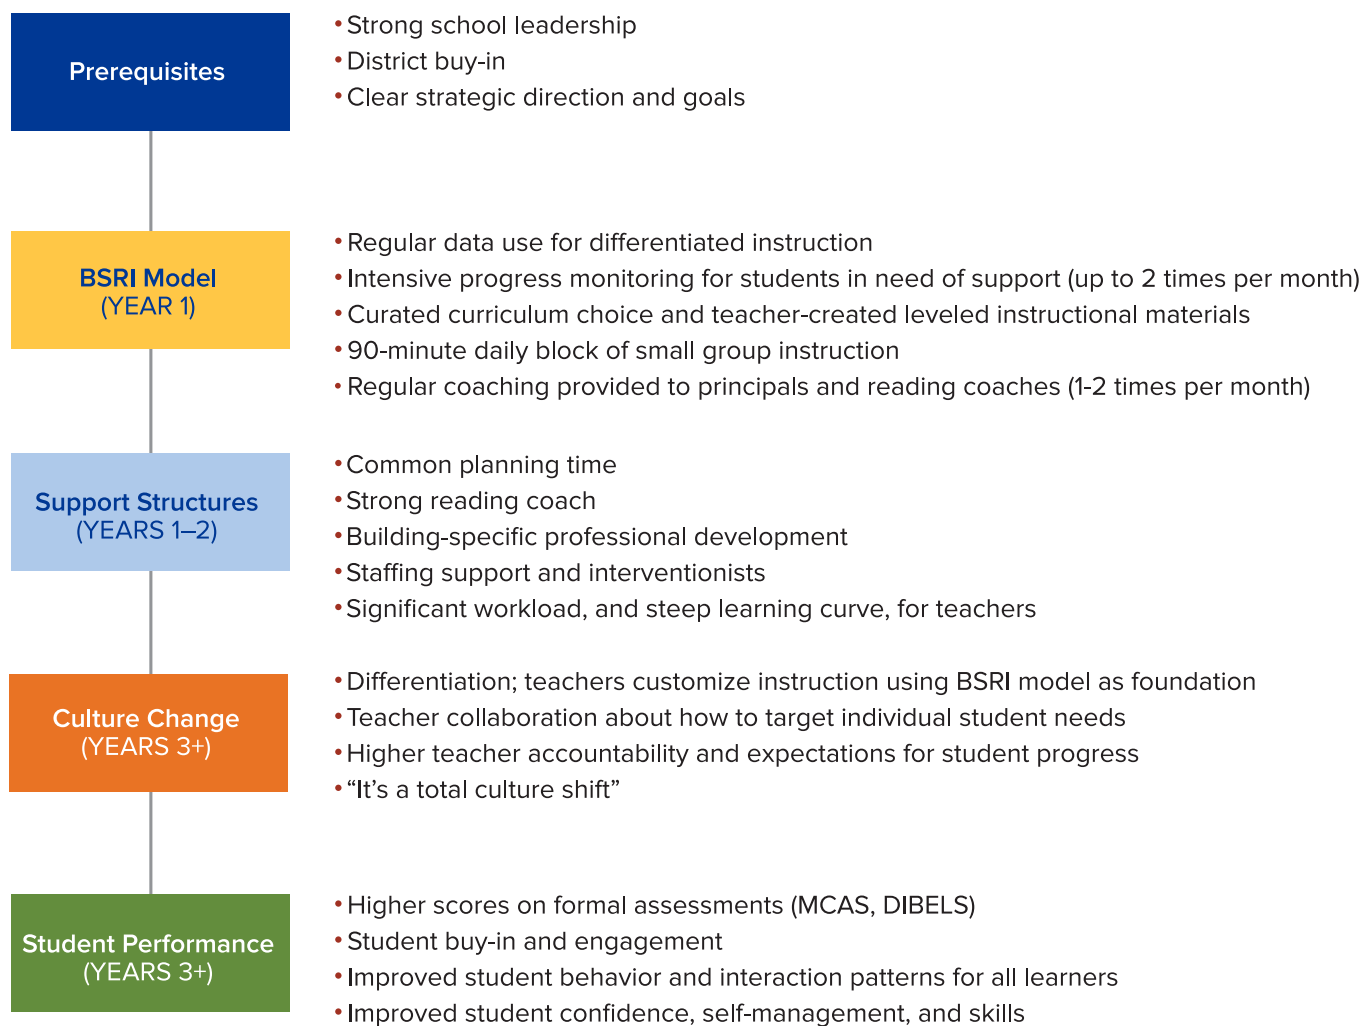 Prerequisites
• Strong school leadership
• District buy-in
• Clear strategic direction and goals
BSRI Model
(YEAR 1)
• Regular data use for differentiated instruction
• Intensive progress monitoring for students in need of support (up to 2 times per month)
• Curated curriculum choice and teacher-created leveled instructional materials
• 90-minute daily block of small group instruction
• Regular coaching provided to principals and reading coaches (1-2 times per month)
Support Structures
(YEARS 1–2)
• Common planning time
• Strong reading coach
• Building-specific professional development
• Staffing support and interventionists
• Significant workload, and steep learning curve, for teachers
Culture Change
(YEARS 3+)
• Differentiation; teachers customize instruction using BSRI model as foundation
• Teacher collaboration about how to target individual student needs
• Higher teacher accountability and expectations for student progress
• “It’s a total culture shift”
Student Performance
(YEARS 3+)
• Higher scores on formal assessments (MCAS, DIBELS)
• Student buy-in and engagement
• Improved student behavior and interaction patterns for all learners
• Improved student confidence, self-management, and skills